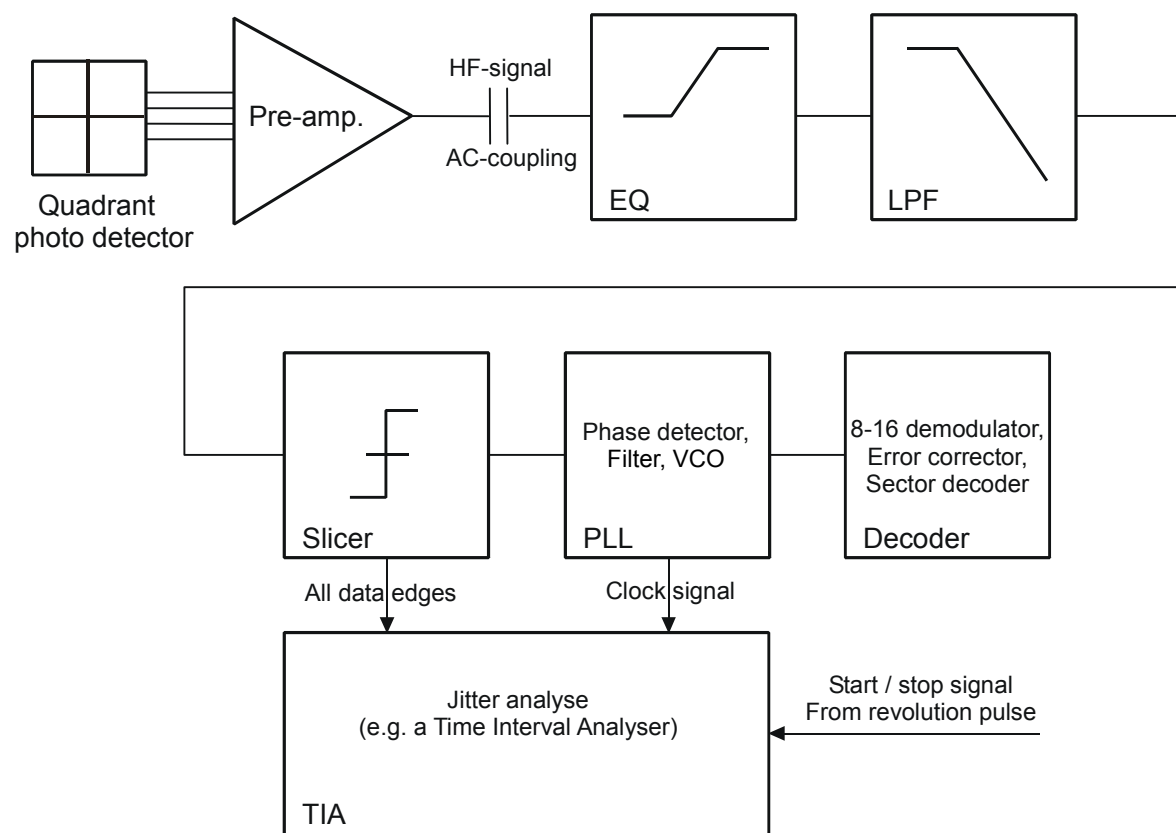 Quadrant
photo detector
Pre-amp.
HF-signal
AC-coupling
EQ
LPF
Slicer
Phase detector,
Filter, VCO
PLL
8-16 demodulator,
Error corrector,
Sector decoder
Decoder
All data edges
Clock signal
Jitter analyse
(e.g. a Time Interval Analyser)
TIA
Start / stop signal
From revolution pulse